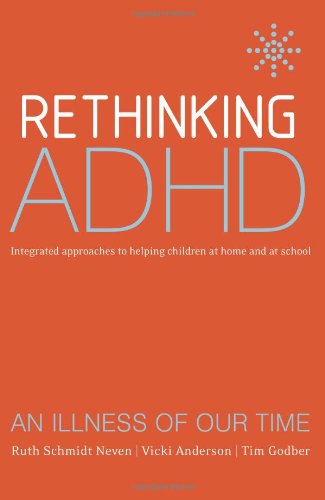 RETHINKING
ADHD
Integrated approaches to helping children at home and at school
AN ILLNESS OF OUR TIME
Ruth Schmidt Neven | Vicki Anderson | Tim Godber